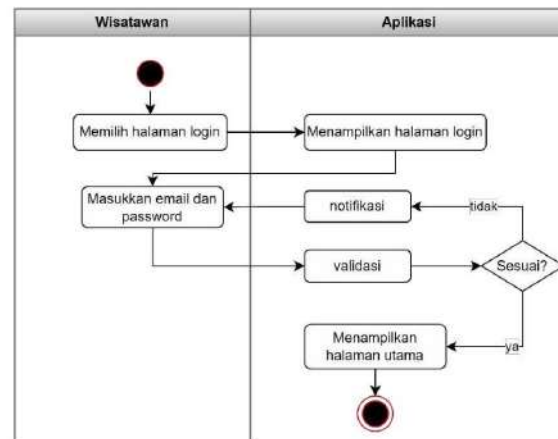 Wisatawan
Aplikasi
Memilih halaman login
Menampilkan halaman login
Masukkan email dan
password
notifikasi
tidak
validasi
Sesuai?
Menampilkan
halaman utama
ya